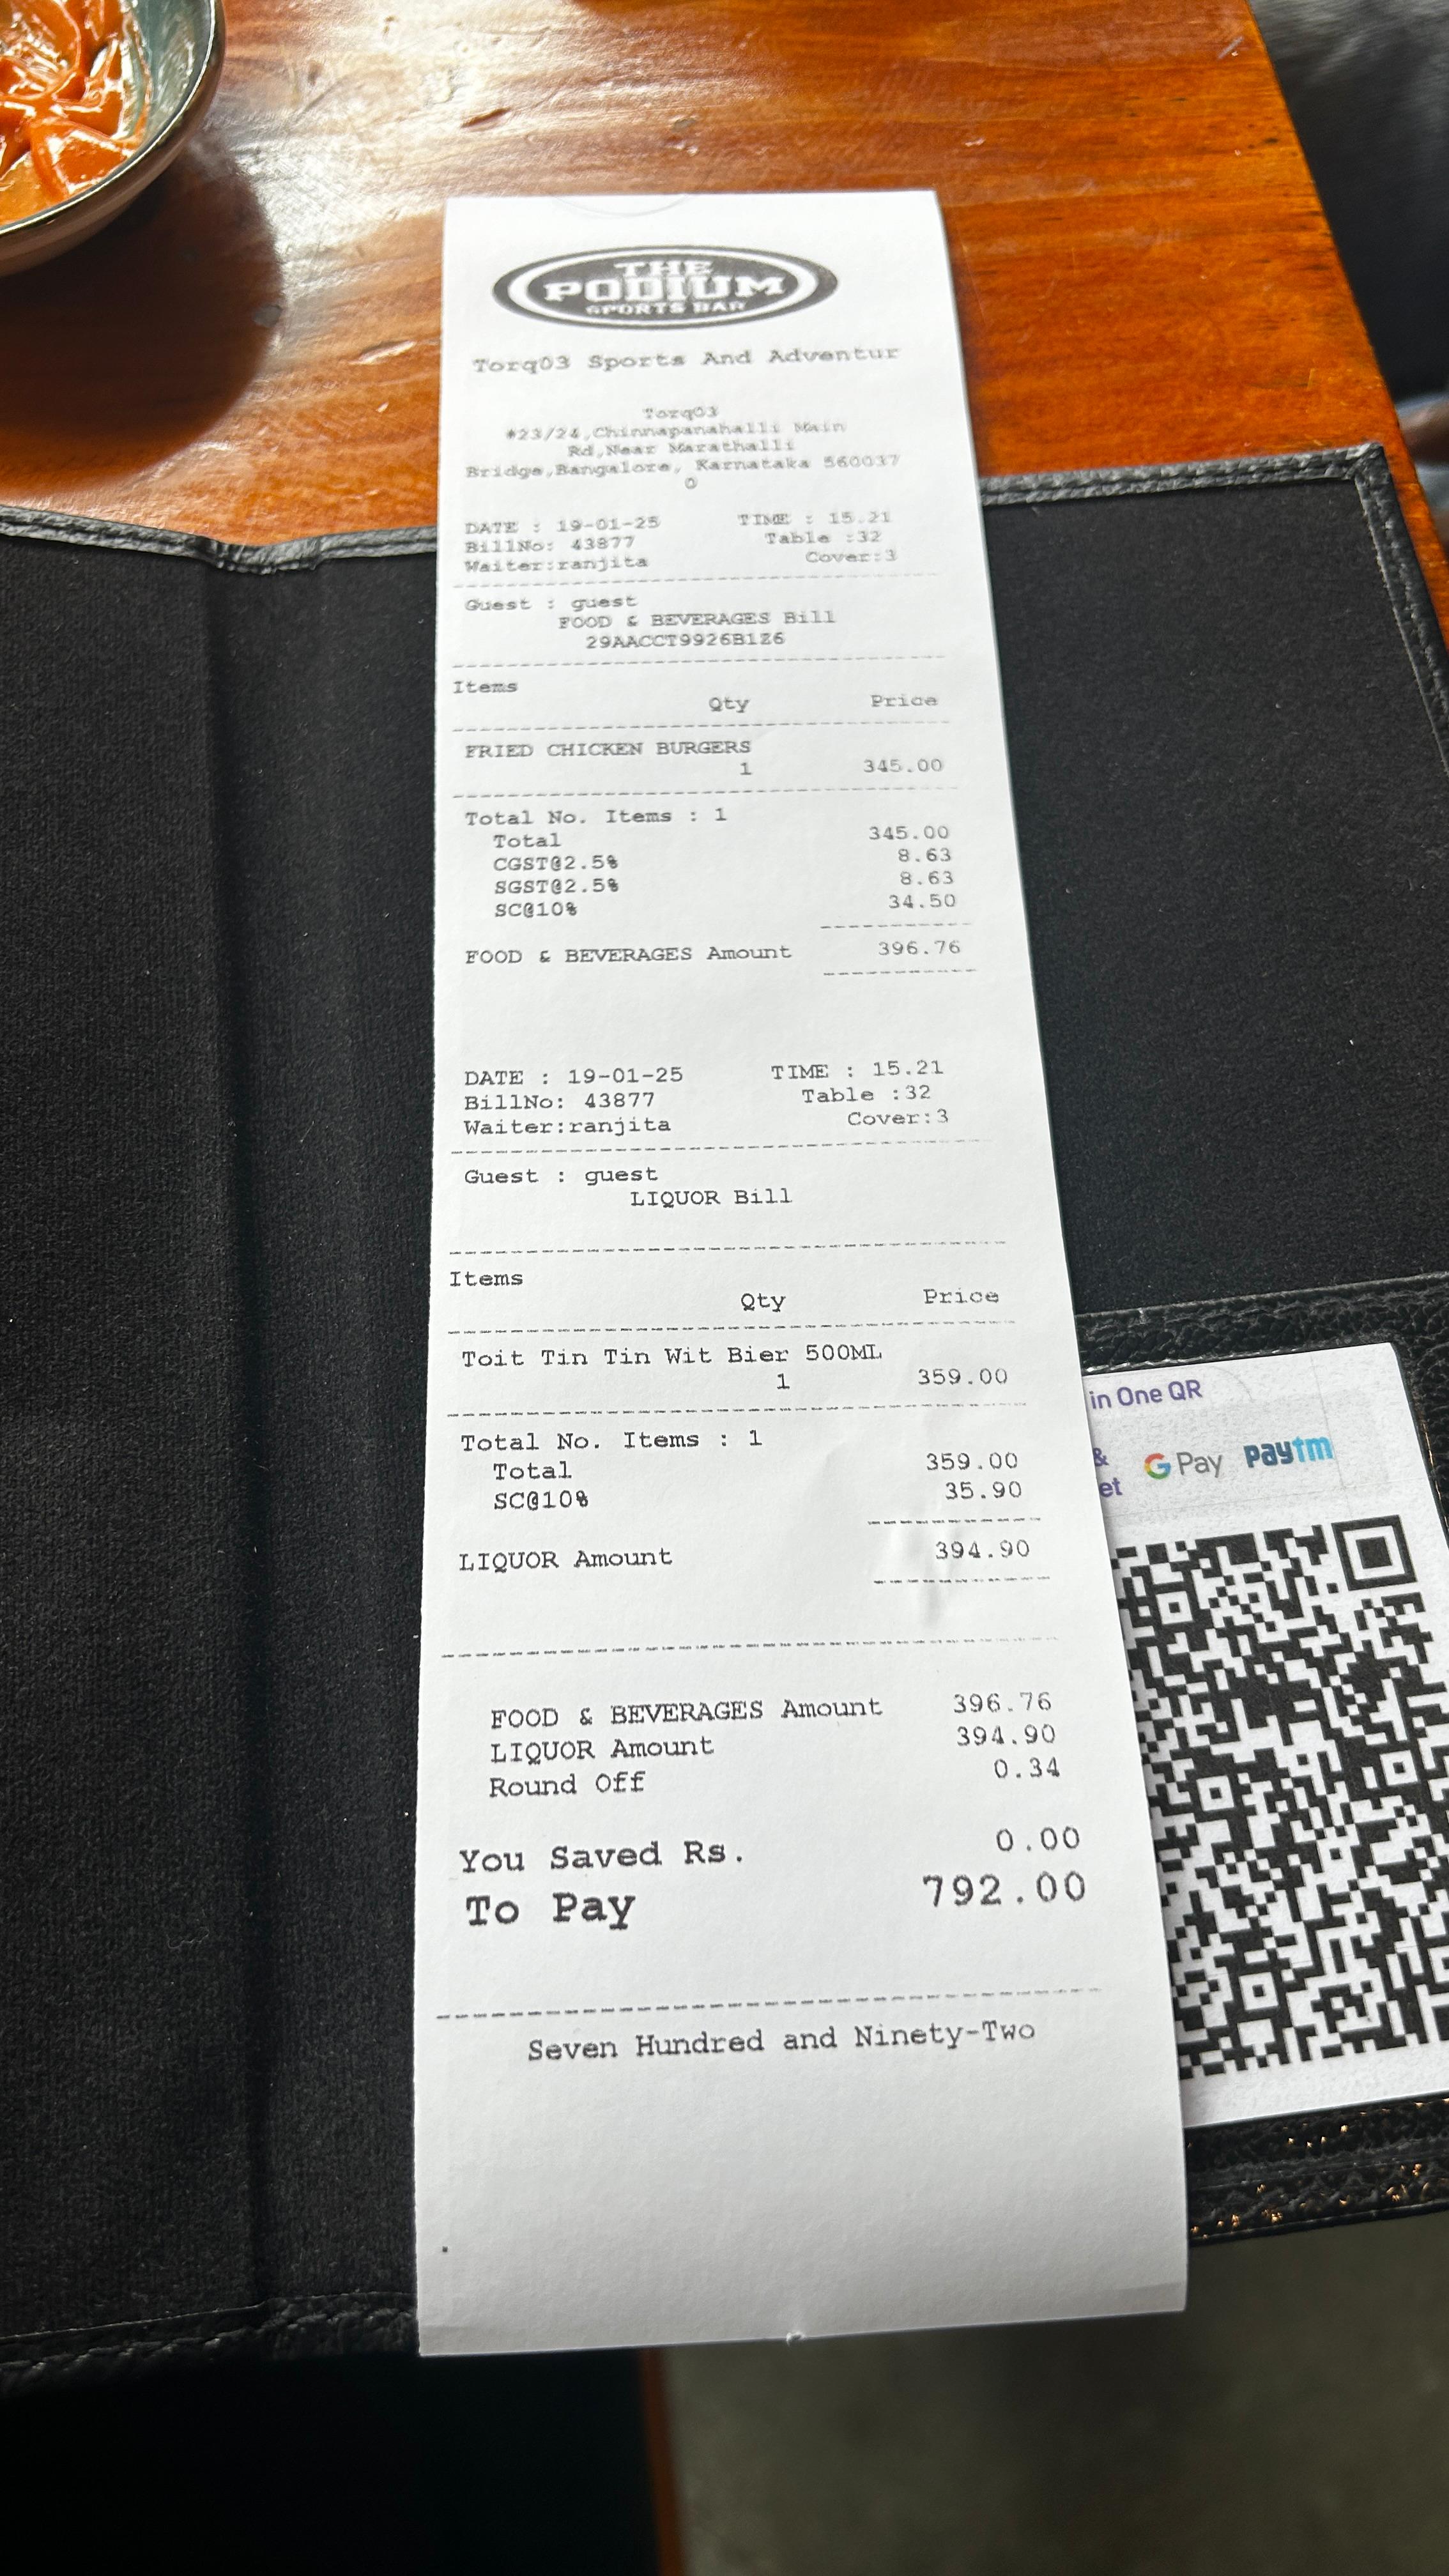 THE
PODIUM
SPORTS BAR
Torq03 Sports And Adventur
Torq03
#23/24,Chinnapanahalli Main
Rd,Near Marathalli
Bridge,Bangalore, Karnataka 560037
0
DATE : 19-01-25 TIME : 15.21
BillNo: 43877 Table :32
Waiter:ranjita Cover:3
Guest : guest
FOOD & BEVERAGES Bill
29AACCT9926B1Z6
Items
Qty Price
FRIED CHICKEN BURGERS
1 345.00
Total No. Items : 1
Total 345.00
CGST@2.5% 8.63
SGST@2.5% 8.63
SC@10% 34.50
FOOD & BEVERAGES Amount 396.76
DATE : 19-01-25 TIME : 15.21
BillNo: 43877 Table :32
Waiter:ranjita Cover:3
Guest : guest
LIQUOR Bill
Items
Qty Price
Toit Tin Tin Wit Bier 500ML
1 359.00
Total No. Items : 1
Total 359.00
SC@10% 35.90
LIQUOR Amount 394.90
FOOD & BEVERAGES Amount 396.76
LIQUOR Amount 394.90
Round Off 0.34
You Saved Rs. 0.00
To Pay 792.00
Seven Hundred and Ninety-Two
in One QR
&
G Pay paytm